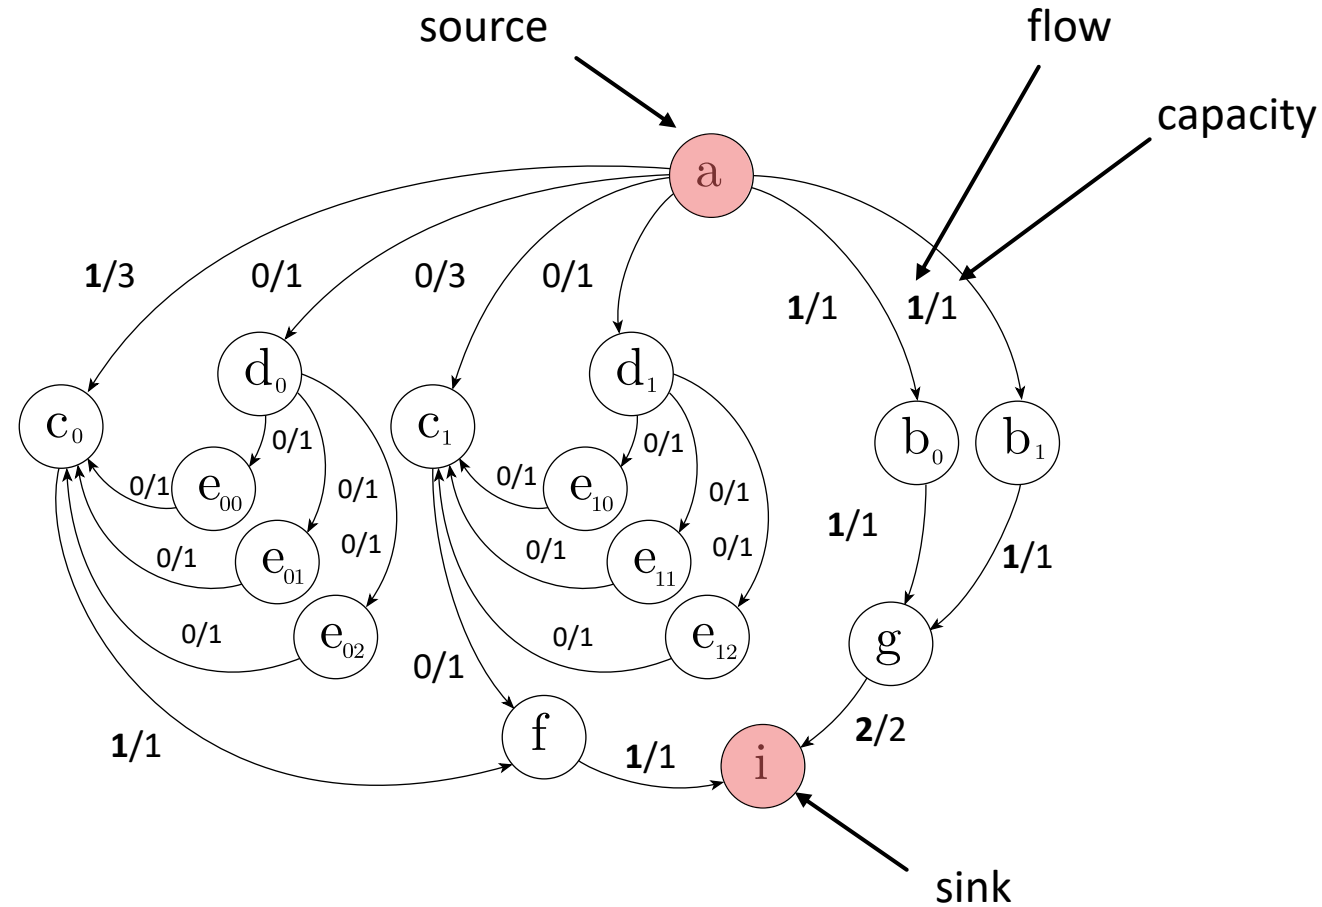 source
flow
capacity
a
1/3
0/1
0/3
0/1
1/1
1/1
d₀
d₁
c₀
c₁
b₀
b₁
0/1
0/1
0/1
e₀₀
0/1
0/1
e₁₀
0/1
0/1
0/1
0/1
1/1
0/1
e₀₁
0/1
e₁₁
0/1
1/1
0/1
e₀₂
0/1
e₁₂
g
0/1
f
1/1
1/1
i
2/2
sink